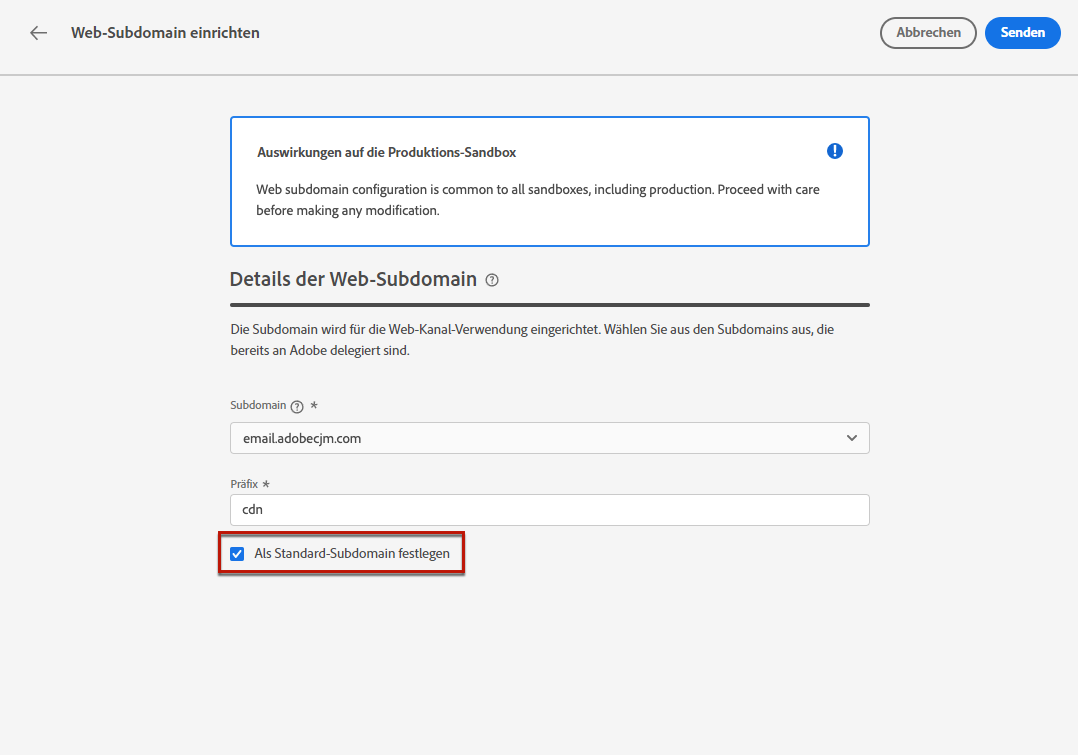 Web-Subdomain einrichten
Abbrechen
Senden
Auswirkungen auf die Produktions-Sandbox
Web subdomain configuration is common to all sandboxes, including production. Proceed with care
before making any modification.
Details der Web-Subdomain
Die Subdomain wird für die Web-Kanal-Verwendung eingerichtet. Wählen Sie aus den Subdomains aus, die
bereits an Adobe delegiert sind.
Subdomain *
email.adobecjm.com
Präfix *
cdn
Als Standard-Subdomain festlegen